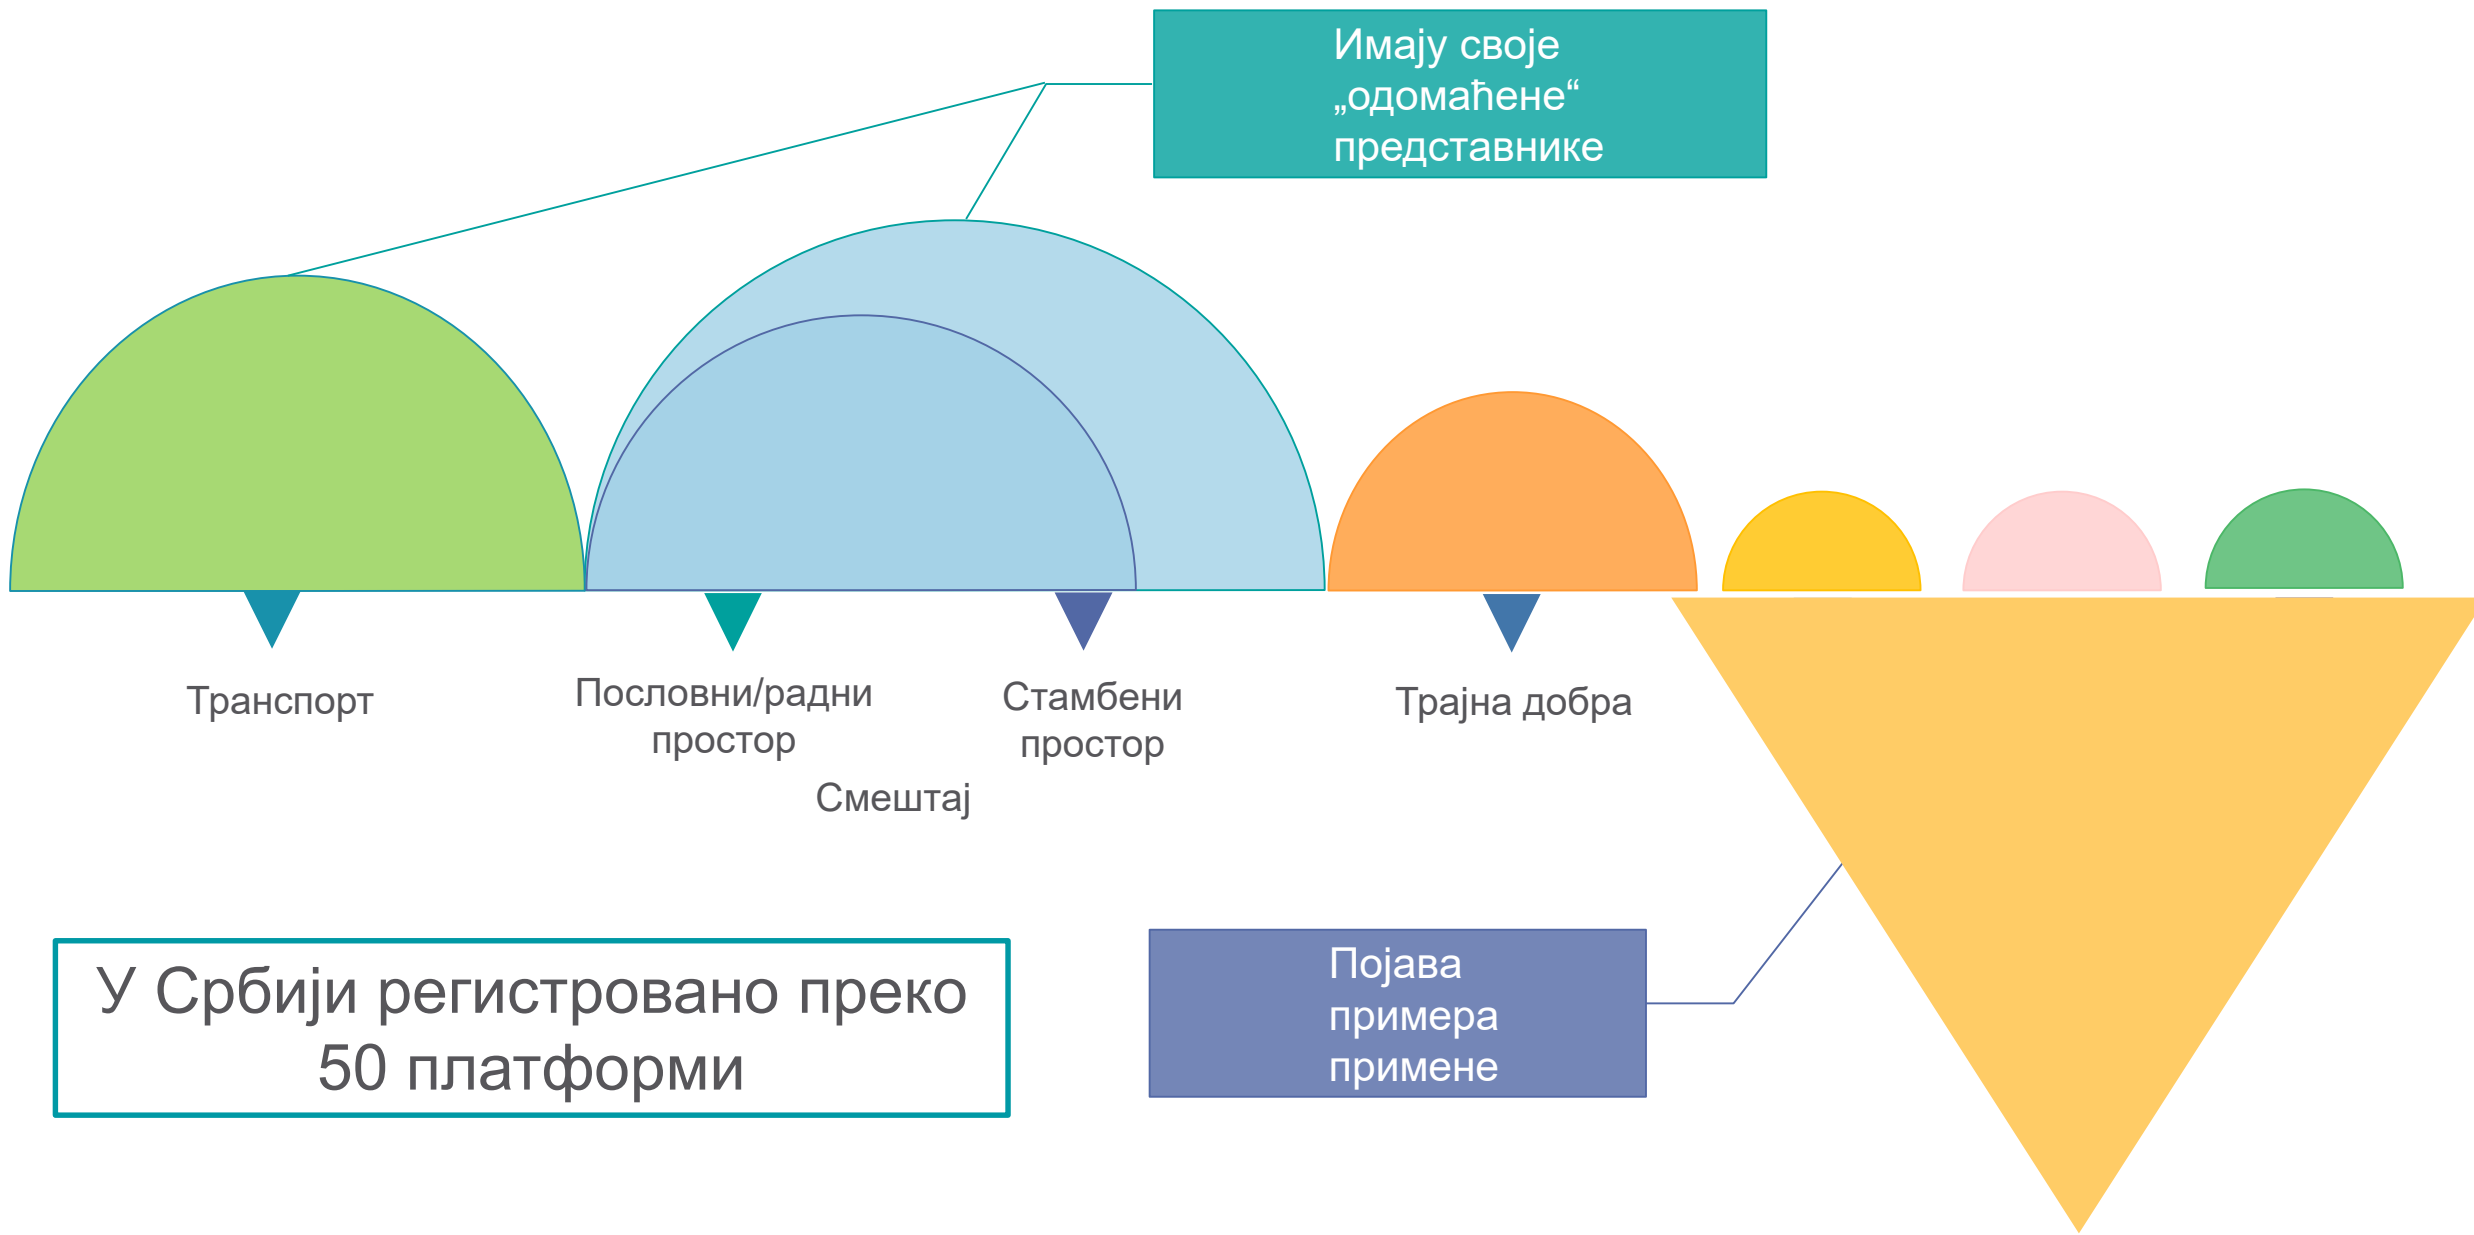 Имају своје
„одомаћене“
представнике
Транспорт
Пословни/радни
простор
Стамбени
простор
Смештај
Трајна добра
У Србији регистровано преко
50 платформи
Појава
примера
примене